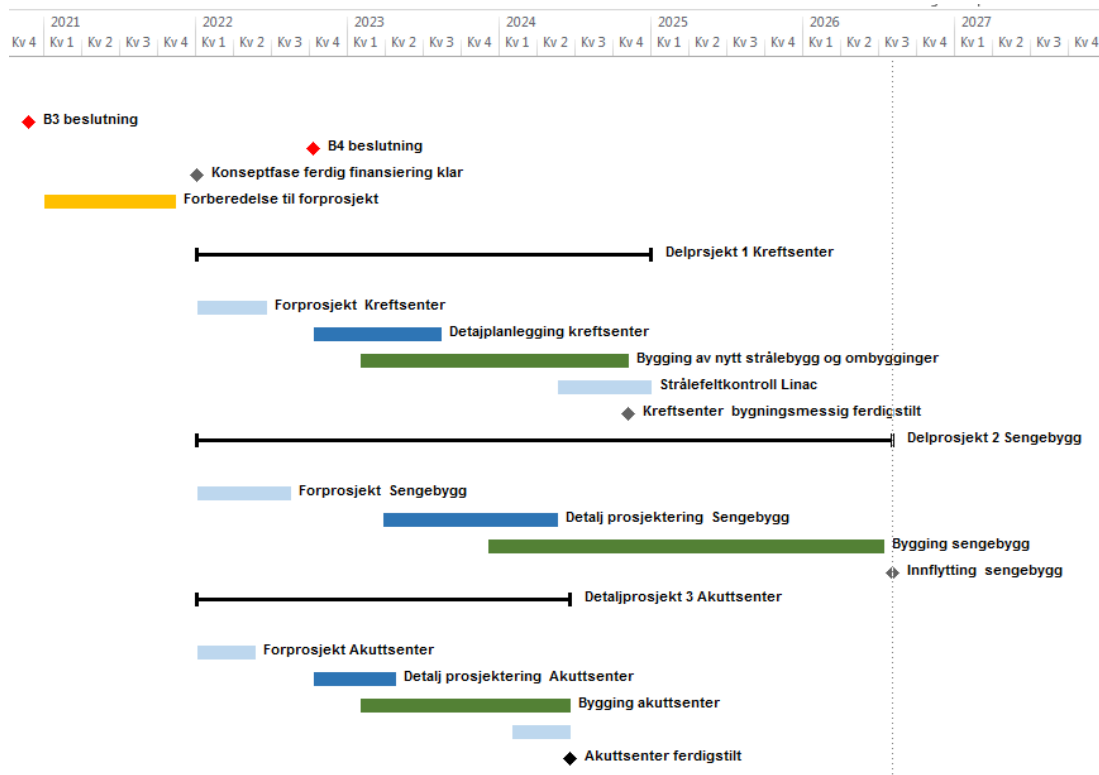 2021 2022 2023 2024 2025 2026 2027
Kv 4 Kv 1 Kv 2 Kv 3 Kv 4 Kv 1 Kv 2 Kv 3 Kv 4 Kv 1 Kv 2 Kv 3 Kv 4 Kv 1 Kv 2 Kv 3 Kv 4 Kv 1 Kv 2 Kv 3 Kv 4 Kv 1 Kv 2 Kv 3 Kv 4 Kv 1 Kv 2 Kv 3 Kv 4
B3 beslutning
B4 beslutning
Konseptfase ferdig finansiering klar
Forberedelse til forprosjekt
Delprsjekt 1 Kreftsenter
Forprosjekt Kreftsenter
Detajplanlegging kreftsenter
Bygging av nytt strålebygg og ombygginger
Strålefeltkontroll Linac
Kreftsenter bygningsmessig ferdigstilt
Delprosjekt 2 Sengebygg
Forprosjekt Sengebygg
Detalj prosjektering Sengebygg
Bygging sengebygg
Innflytting sengebygg
Detaljprosjekt 3 Akuttsenter
Forprosjekt Akuttsenter
Detalj prosjektering Akuttsenter
Bygging akuttsenter
Akuttsenter ferdigstilt